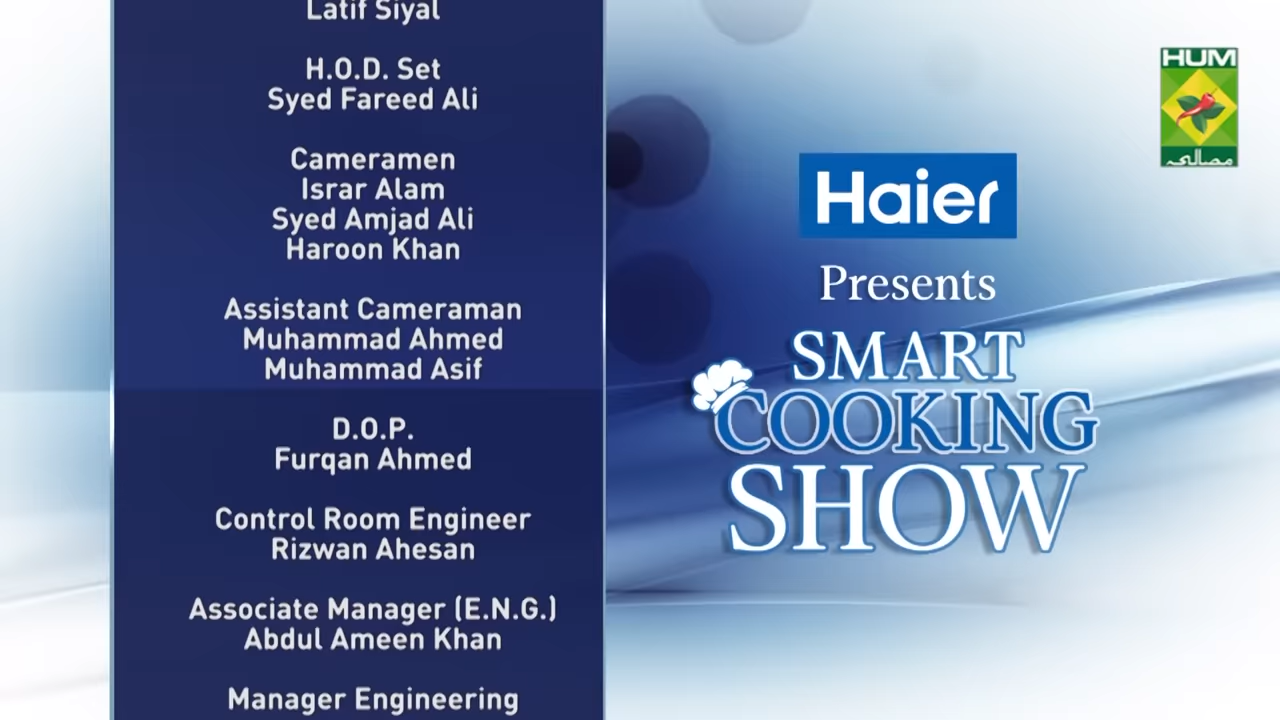 Latif Siyal
H.O.D. Set
Syed Fareed Ali
Cameramen
Israr Alam
Syed Amjad Ali
Haroon Khan
Assistant Cameraman
Muhammad Ahmed
Muhammad Asif
D.O.P.
Furqan Ahmed
Control Room Engineer
Rizwan Ahesan
Associate Manager (E.N.G.)
Abdul Ameen Khan
Manager Engineering
Haier
Presents
SMART
COOKING
SHOW
HUM
مصالحہ